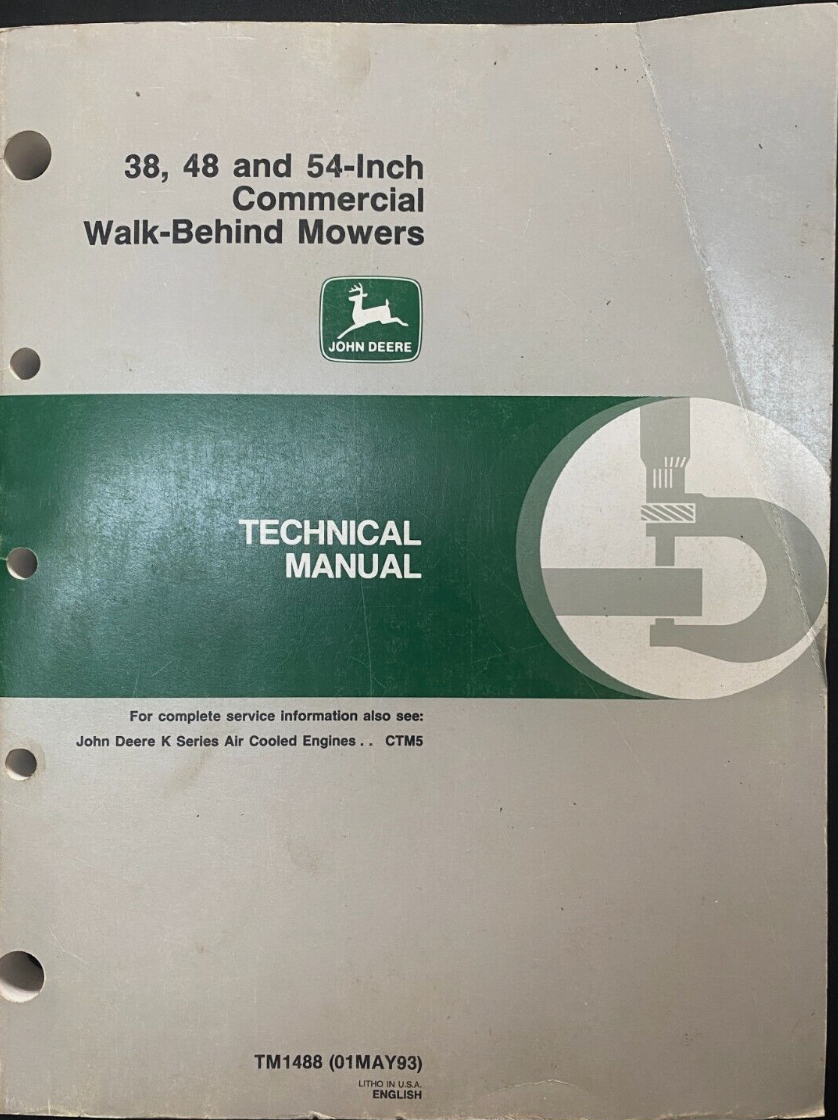 38, 48 and 54-Inch
Commercial
Walk-Behind Mowers
JOHN DEERE
TECHNICAL
MANUAL
For complete service information also see:
John Deere K Series Air Cooled Engines . . CTM5
TM1488 (01MAY93)
LITHO IN U.S.A.
ENGLISH